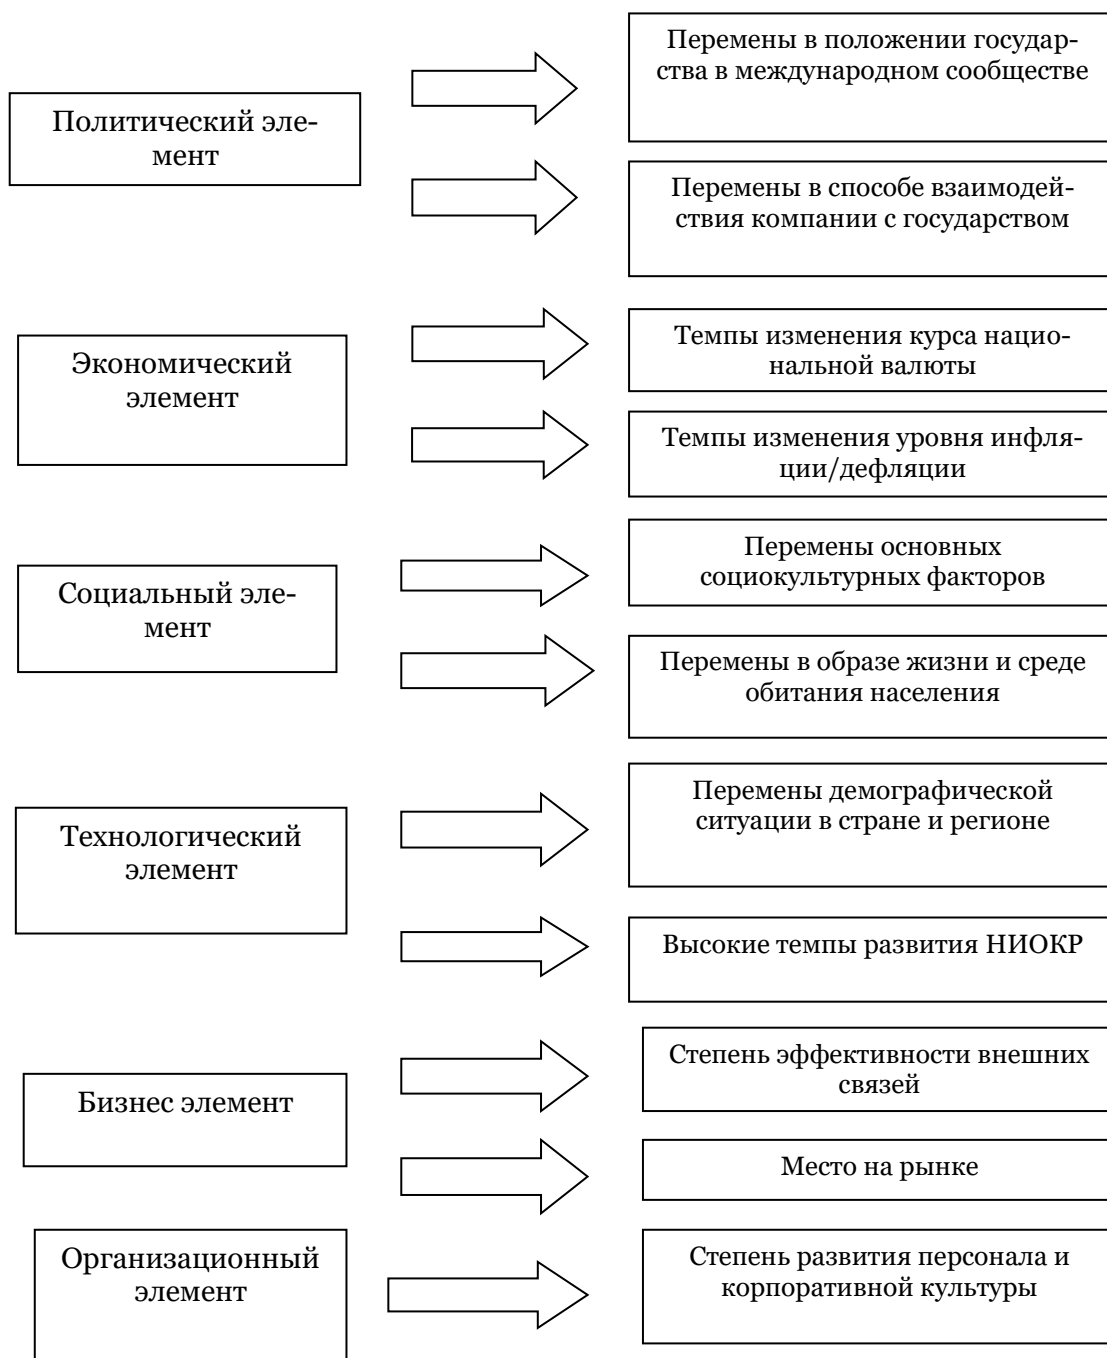 Перемены в положении государ-
ства в международном сообществе
Политический эле-
мент
Перемены в способе взаимодей-
ствия компании с государством
Экономический
элемент
Темпы изменения курса нацио-
нальной валюты
Темпы изменения уровня инфля-
ции/дефляции
Социальный эле-
мент
Перемены основных
социокультурных факторов
Перемены в образе жизни и среде
обитания населения
Технологический
элемент
Перемены демографической
ситуации в стране и регионе
Высокие темпы развития НИОКР
Бизнес элемент
Степень эффективности внешних
связей
Место на рынке
Организационный
элемент
Степень развития персонала и
корпоративной культуры